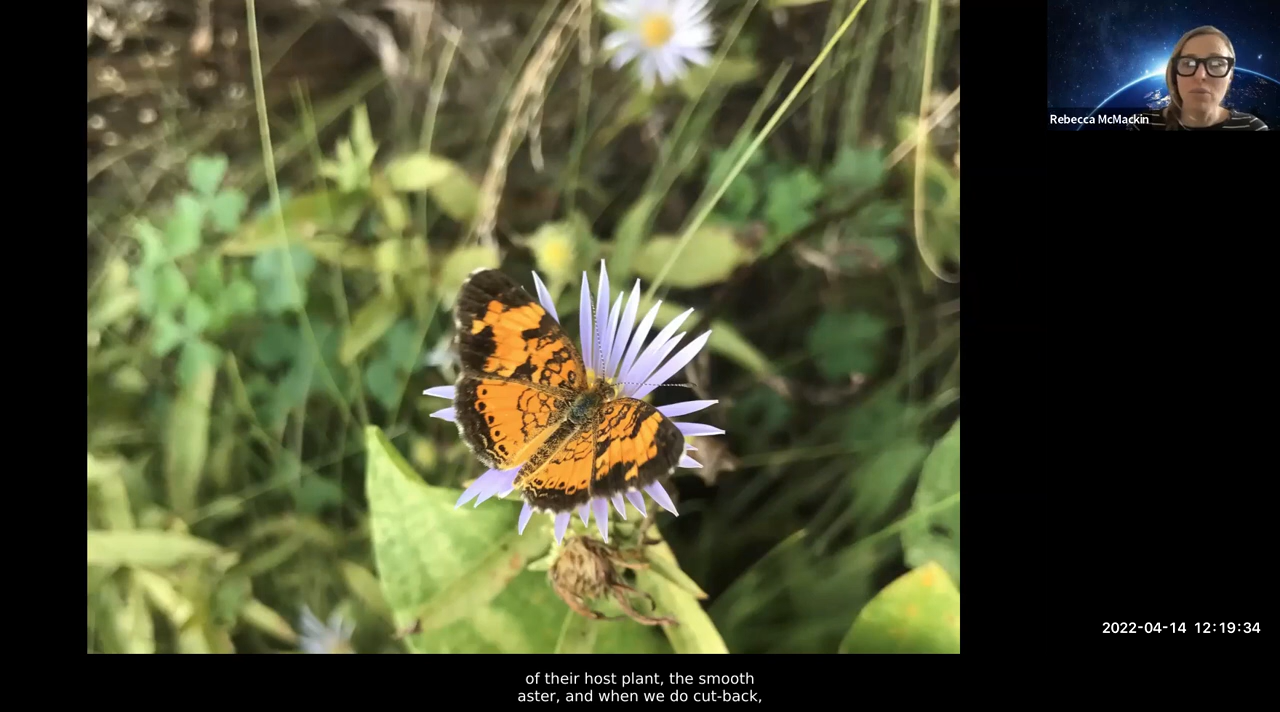 Rebecca McMackin
2022-04-14 12:19:34
of their host plant, the smooth
aster, and when we do cut-back,